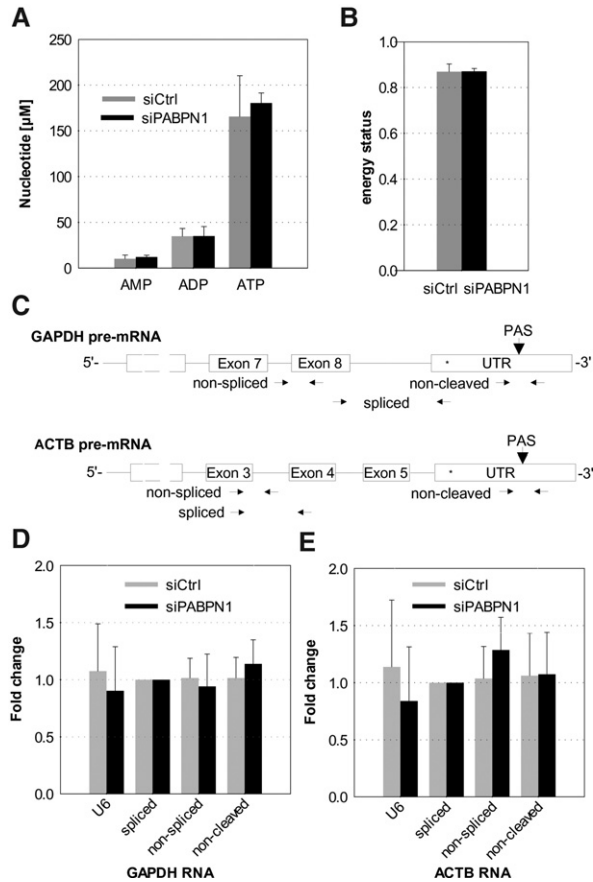 A
250
200
150
100
50
0
Nucleotide [µM]
siCtrl
siPABPN1
AMP ADP ATP
B
1.0
0.8
0.6
0.4
0.2
0.0
energy status
siCtrl siPABPN1
C
GAPDH pre-mRNA
PAS
5'- Exon 7 Exon 8 * UTR -3'
non-spliced non-cleaved
spliced
ACTB pre-mRNA
PAS
5'- Exon 3 Exon 4 Exon 5 * UTR -3'
non-spliced non-cleaved
spliced
D
2.0
1.5
1.0
0.5
0.0
Fold change
siCtrl
siPABPN1
U6 spliced non-spliced non-cleaved
GAPDH RNA
E
2.0
1.5
1.0
0.5
0.0
Fold change
siCtrl
siPABPN1
U6 spliced non-spliced non-cleaved
ACTB RNA